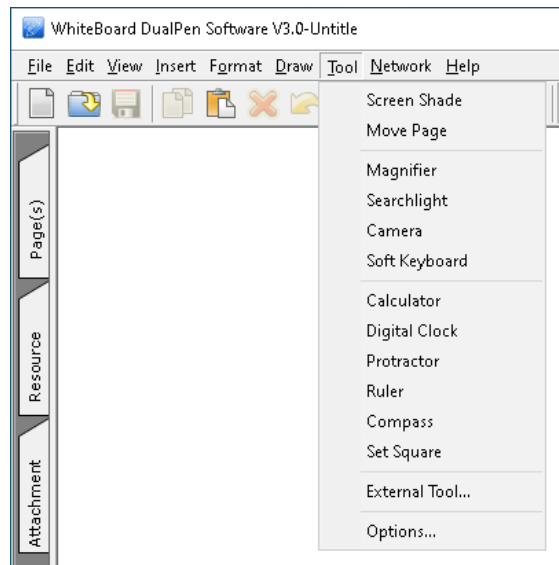 WhiteBoard DualPen Software V3.0-Untitle
File Edit View Insert Format Draw Tool Network Help
Screen Shade
Move Page
Magnifier
Searchlight
Camera
Soft Keyboard
Calculator
Digital Clock
Protractor
Ruler
Compass
Set Square
External Tool...
Options...
Page(s)
Resource
Attachment